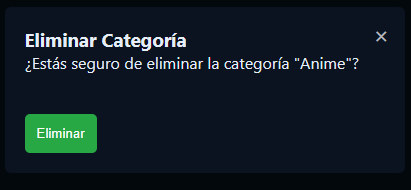 Eliminar Categoría
¿Estás seguro de eliminar la categoría "Anime"?
Eliminar